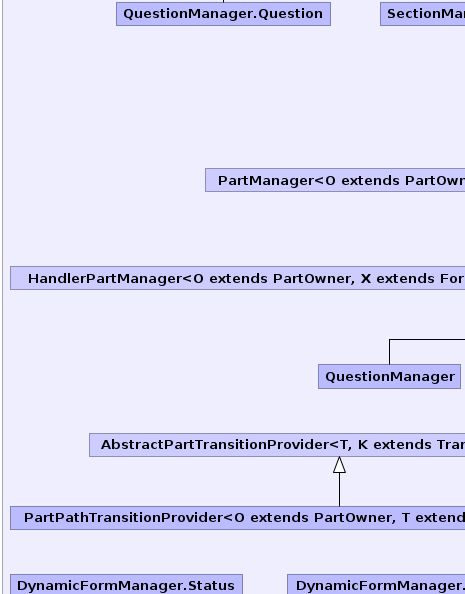 QuestionManager.Question
SectionMa
PartManager<O extends PartOwn
HandlerPartManager<O extends PartOwner, X extends For
QuestionManager
AbstractPartTransitionProvider<T, K extends Tran
PartPathTransitionProvider<O extends PartOwner, T extend
DynamicFormManager.Status
DynamicFormManager.